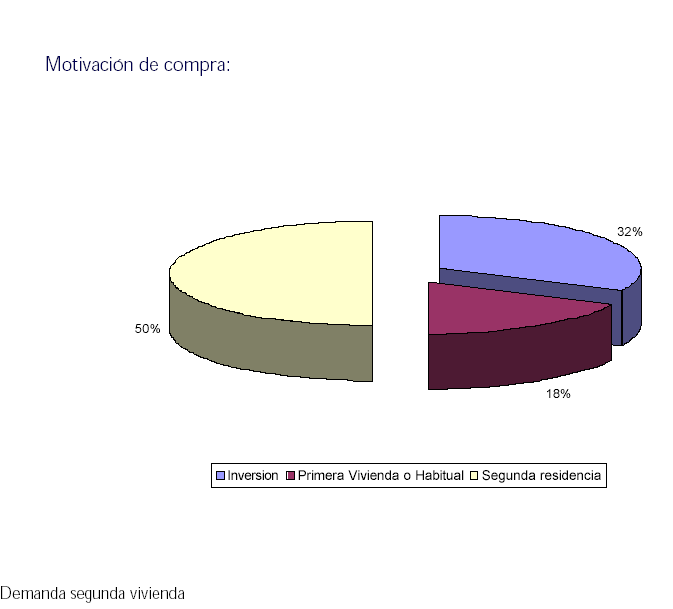 Motivación de compra:
32%
50%
18%
Inversion Primera Vivienda o Habitual Segunda residencia
Demanda segunda vivienda